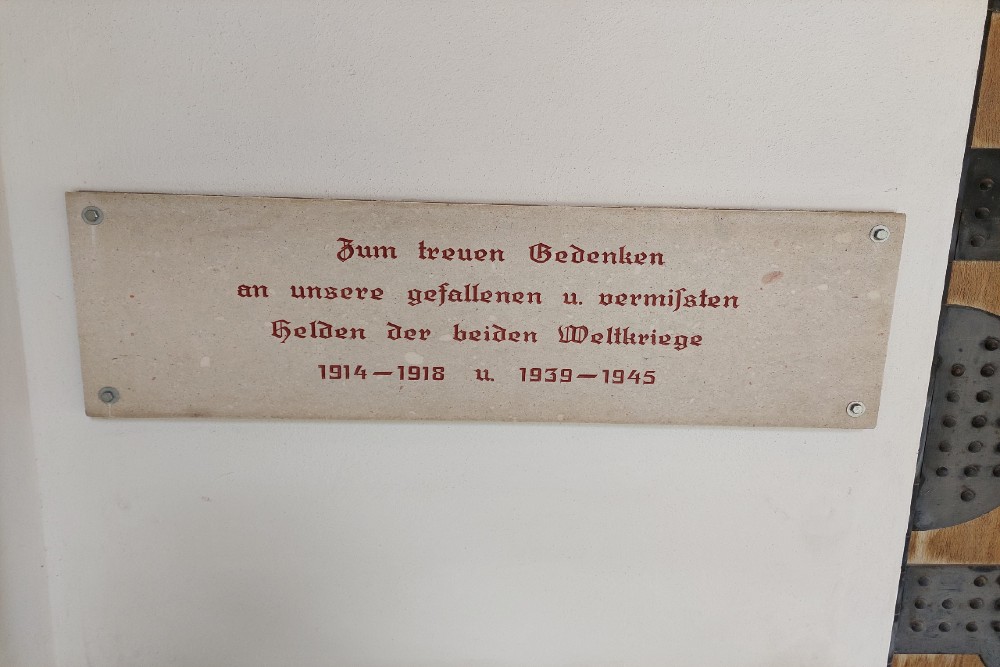 Zum treuen Gedenken
an unsere gefallenen u. vermißten
Helden der beiden Weltkriege
1914–1918 u. 1939–1945